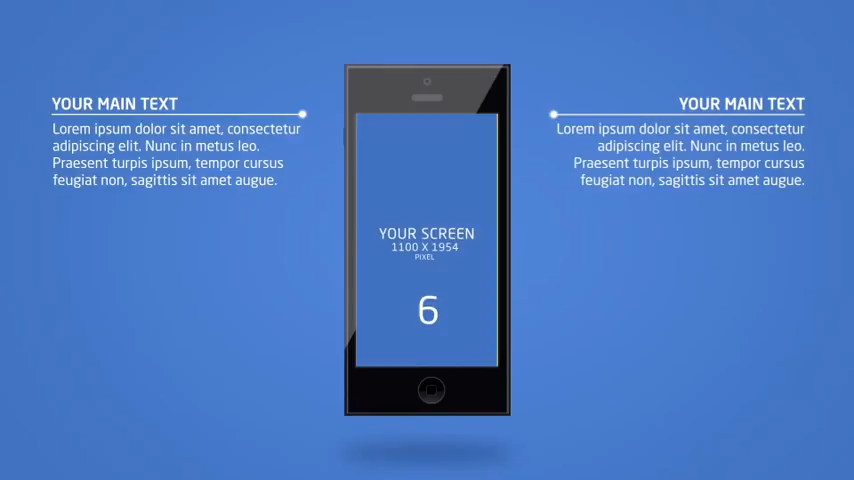 YOUR MAIN TEXT
Lorem ipsum dolor sit amet, consectetur
adipiscing elit. Nunc in metus leo.
Praesent turpis ipsum, tempor cursus
feugiat non, sagittis sit amet augue.
YOUR SCREEN
1100 X 1954
PIXEL
6
YOUR MAIN TEXT
Lorem ipsum dolor sit amet, consectetur
adipiscing elit. Nunc in metus leo.
Praesent turpis ipsum, tempor cursus
feugiat non, sagittis sit amet augue.